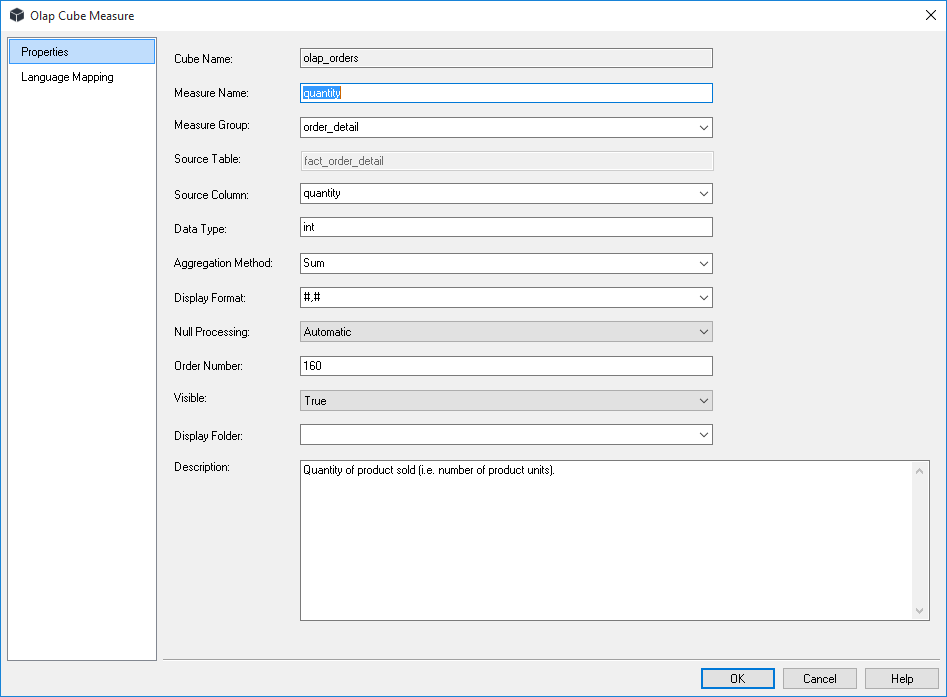 Olap Cube Measure
Properties
Language Mapping
Cube Name: olap_orders
Measure Name: quantity
Measure Group: order_detail
Source Table: fact_order_detail
Source Column: quantity
Data Type: int
Aggregation Method: Sum
Display Format: #,#
Null Processing: Automatic
Order Number: 160
Visible: True
Display Folder:
Description: Quantity of product sold (i.e. number of product units).
OK Cancel Help